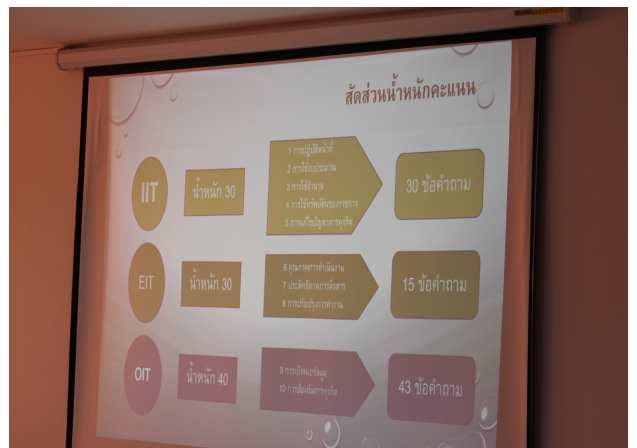 สัดส่วนน้ำหนักคะแนน
IIT
น้ำหนัก 30
1 การปฏิบัติหน้าที่
2 การใช้งบประมาณ
3 การใช้อำนาจ
4 การใช้ทรัพย์สินของราชการ
5 การแก้ไขปัญหาการทุจริต
30 ข้อคำถาม
EIT
น้ำหนัก 30
6 คุณภาพการดำเนินงาน
7 ประสิทธิภาพการสื่อสาร
8 การปรับปรุงการทำงาน
15 ข้อคำถาม
OIT
น้ำหนัก 40
9 การเปิดเผยข้อมูล
10 การป้องกันการทุจริต
43 ข้อคำถาม